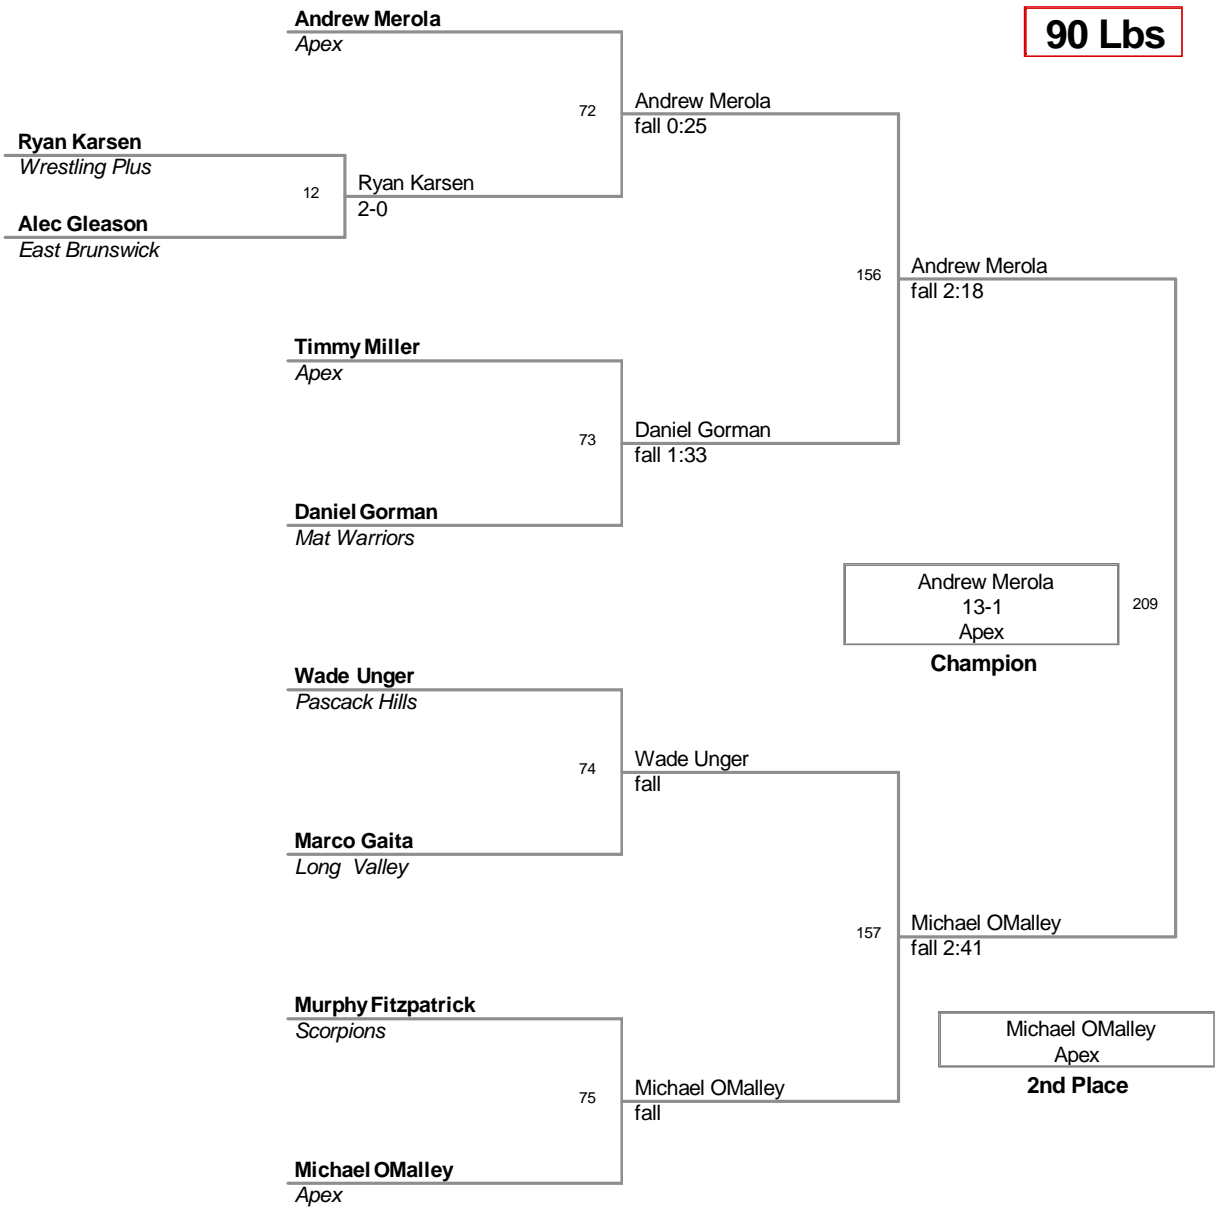 Andrew Merola
Apex
90 Lbs
72
Andrew Merola
fall 0:25
Ryan Karsen
Wrestling Plus
12
Ryan Karsen
2-0
Alec Gleason
East Brunswick
156
Andrew Merola
fall 2:18
Timmy Miller
Apex
73
Daniel Gorman
fall 1:33
Daniel Gorman
Mat Warriors
Andrew Merola
13-1
Apex
209
Champion
Wade Unger
Pascack Hills
74
Wade Unger
fall
Marco Gaita
Long Valley
157
Michael OMalley
fall 2:41
Murphy Fitzpatrick
Scorpions
Michael OMalley
Apex
2nd Place
75
Michael OMalley
fall
Michael OMalley
Apex